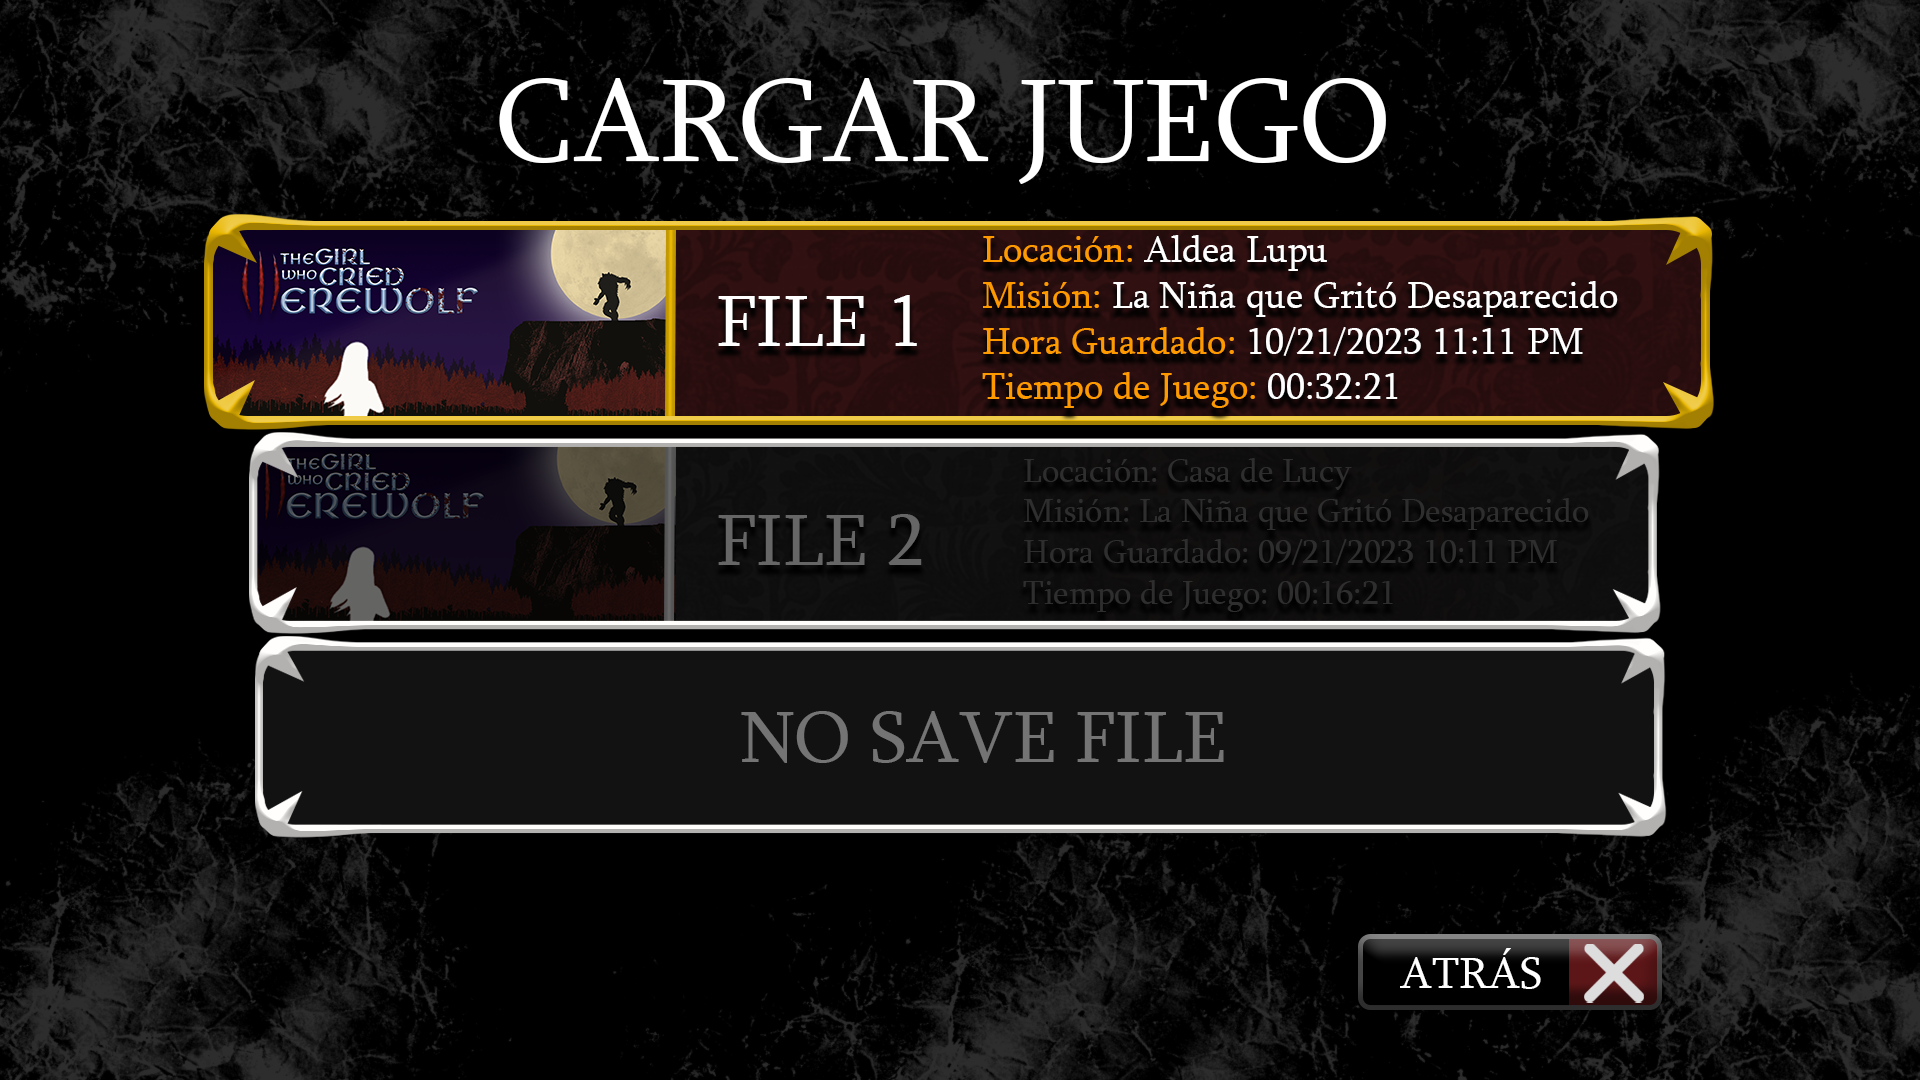 CARGAR JUEGO
THE GIRL
WHO CRIED
WEREWOLF
FILE 1
Locación: Aldea Lupu
Misión: La Niña que Gritó Desaparecido
Hora Guardado: 10/21/2023 11:11 PM
Tiempo de Juego: 00:32:21
THE GIRL
WHO CRIED
WEREWOLF
FILE 2
Locación: Casa de Lucy
Misión: La Niña que Gritó Desaparecido
Hora Guardado: 09/21/2023 10:11 PM
Tiempo de Juego: 00:16:21
NO SAVE FILE
ATRÁS